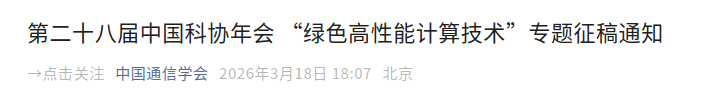 第二十八届中国科协年会 “绿色高性能计算技术”专题征稿通知
→点击关注 中国通信学会 2026年3月18日 18:07 北京